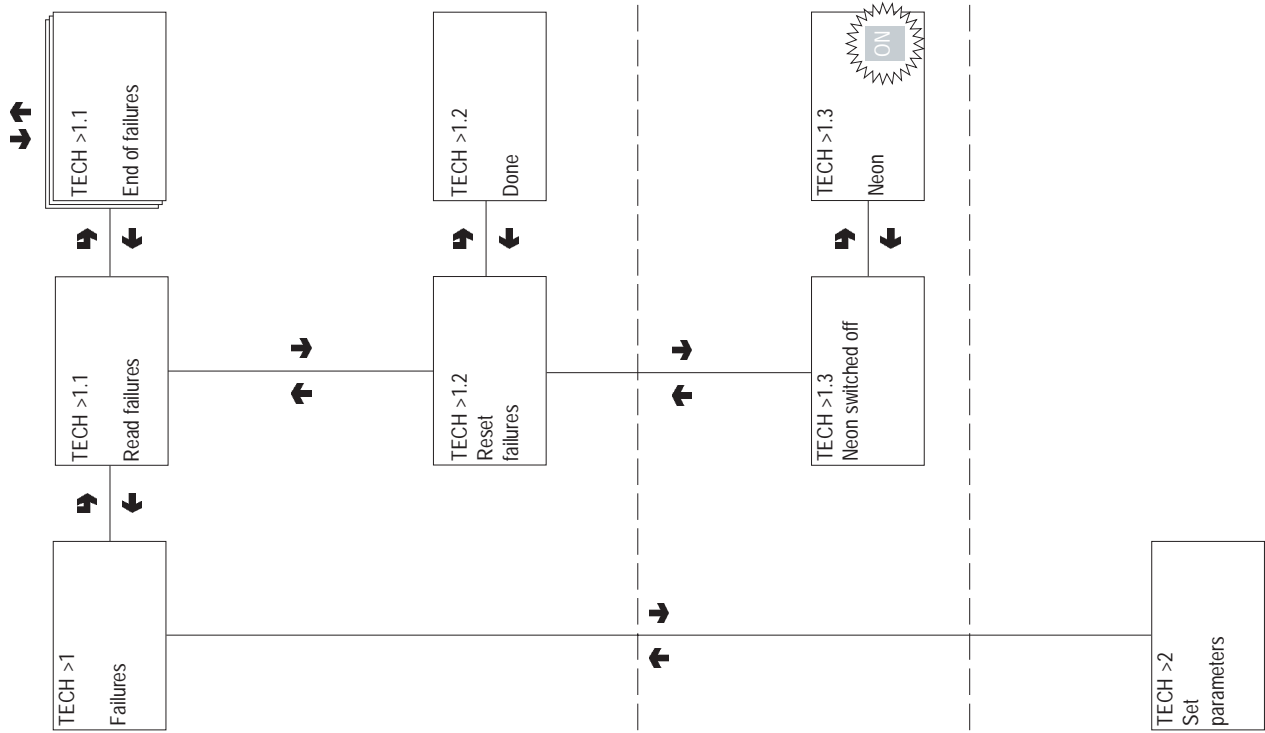 TECH >1
Failures
TECH >1.1
Read failures
TECH >1.1
End of failures
TECH >1.2
Reset
failures
TECH >1.2
Done
TECH >1.3
Neon switched off
TECH >1.3
Neon
ON
TECH >2
Set
parameters